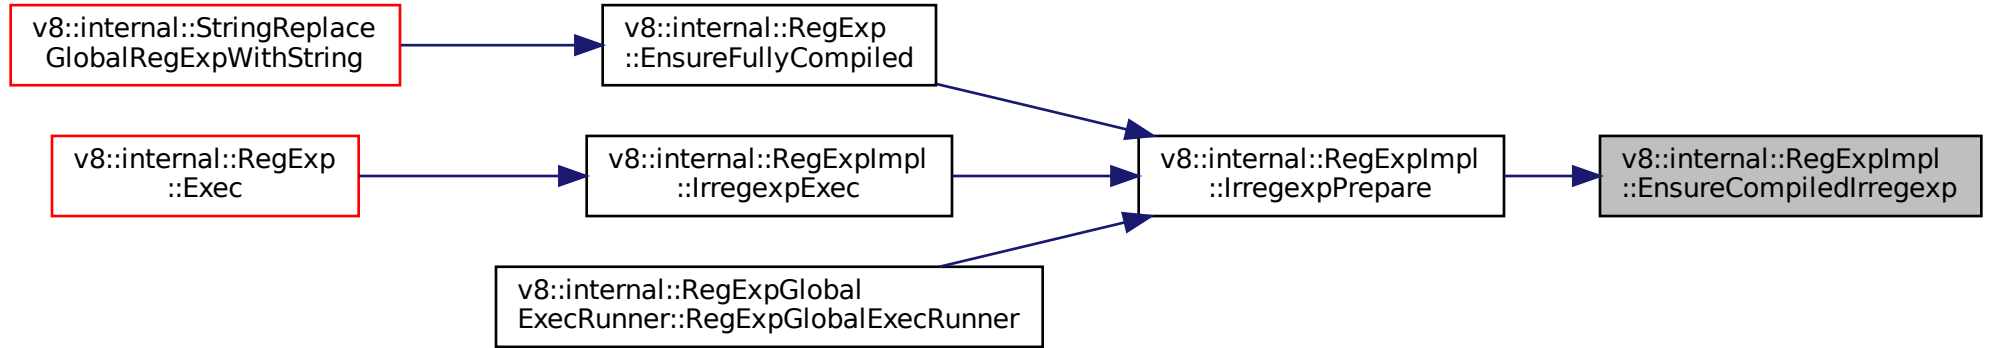 v8::internal::StringReplace
GlobalRegExpWithString
v8::internal::RegExp
::EnsureFullyCompiled
v8::internal::RegExp
::Exec
v8::internal::RegExpImpl
::IrregexpExec
v8::internal::RegExpImpl
::IrregexpPrepare
v8::internal::RegExpImpl
::EnsureCompiledIrregexp
v8::internal::RegExpGlobal
ExecRunner::RegExpGlobalExecRunner